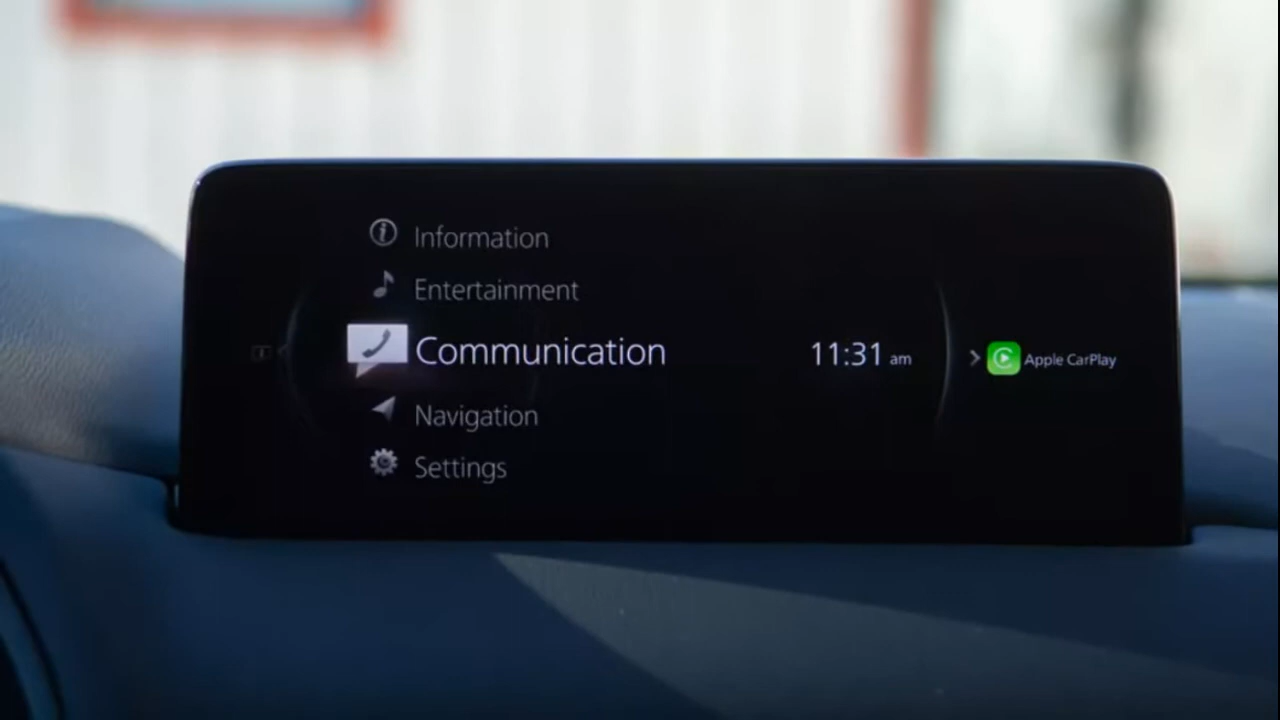 Information
Entertainment
Communication
11:31 am
Apple CarPlay
Navigation
Settings